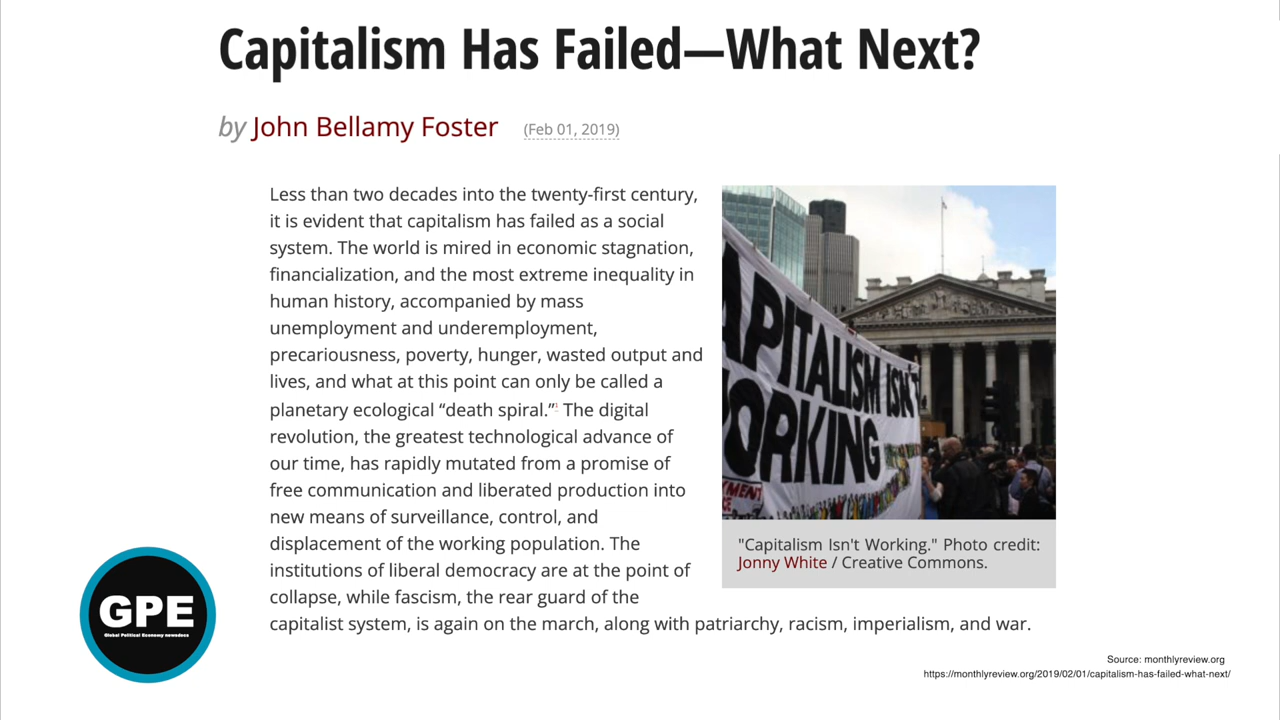 Capitalism Has Failed—What Next?
by John Bellamy Foster (Feb 01, 2019)
Less than two decades into the twenty-first century,
it is evident that capitalism has failed as a social
system. The world is mired in economic stagnation,
financialization, and the most extreme inequality in
human history, accompanied by mass
unemployment and underemployment,
precariousness, poverty, hunger, wasted output and
lives, and what at this point can only be called a
planetary ecological “death spiral.”1 The digital
revolution, the greatest technological advance of
our time, has rapidly mutated from a promise of
free communication and liberated production into
new means of surveillance, control, and
displacement of the working population. The
institutions of liberal democracy are at the point of
collapse, while fascism, the rear guard of the
capitalist system, is again on the march, along with patriarchy, racism, imperialism, and war.
APITALISM ISN'T
ORKING
"Capitalism Isn't Working." Photo credit:
Jonny White / Creative Commons.
GPE
Global Political Economy newsdocs
Source: monthlyreview.org
https://monthlyreview.org/2019/02/01/capitalism-has-failed-what-next/